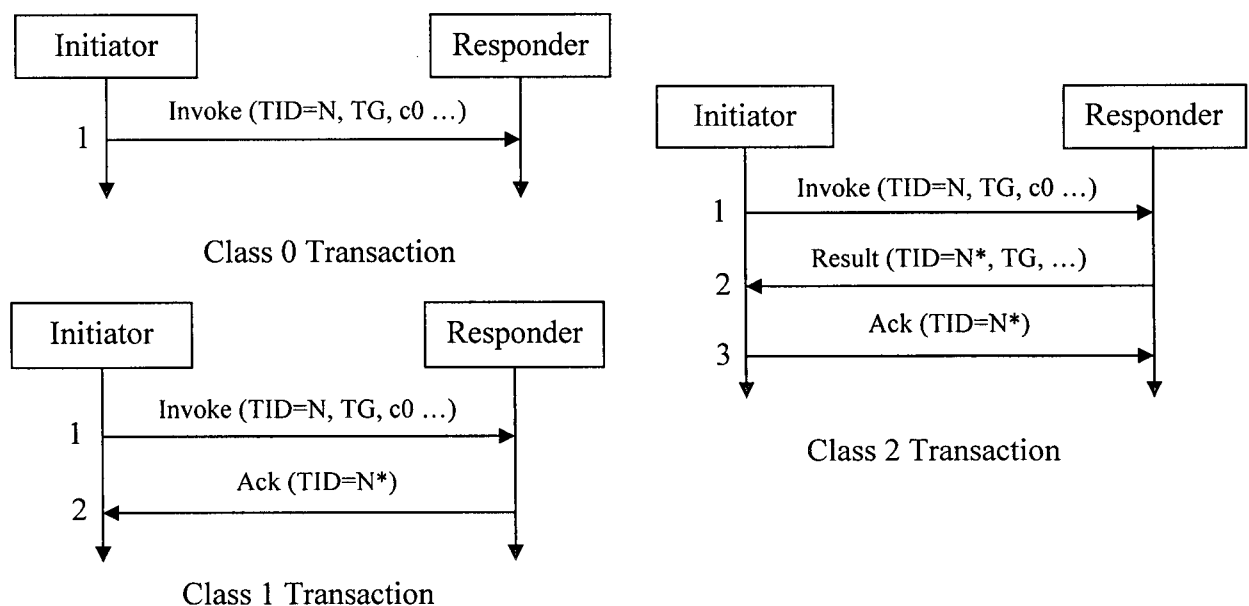 Initiator
Responder
Invoke (TID=N, TG, c0 ...)
1
Class 0 Transaction
Initiator
Responder
Invoke (TID=N, TG, c0 ...)
1
Ack (TID=N*)
2
Class 1 Transaction
Initiator
Responder
Invoke (TID=N, TG, c0 ...)
1
Result (TID=N*, TG, ...)
2
Ack (TID=N*)
3
Class 2 Transaction